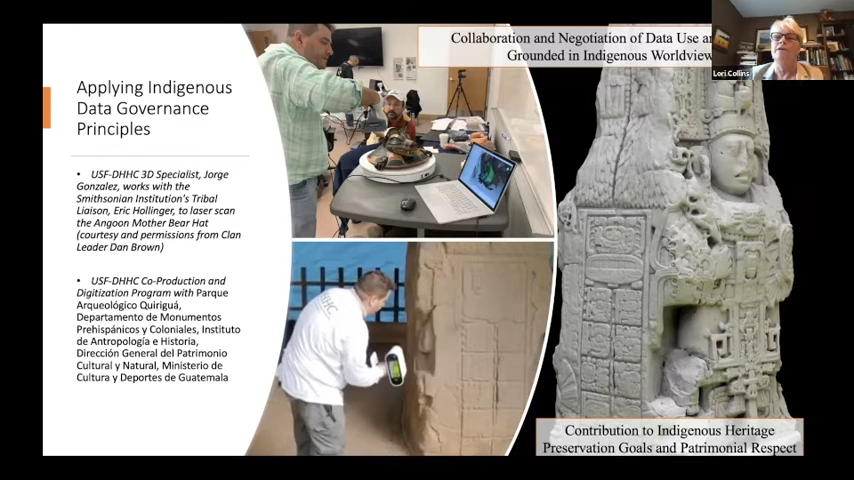 Collaboration and Negotiation of Data Use
Grounded in Indigenous Worldview
Lori Collins
Applying Indigenous
Data Governance
Principles
• USF-DHHC 3D Specialist, Jorge
Gonzalez, works with the
Smithsonian Institution's Tribal
Liaison, Eric Hollinger, to laser scan
the Angoon Mother Bear Hat
(courtesy and permissions from Clan
Leader Dan Brown)
• USF-DHHC Co-Production and
Digitization Program with Parque
Arqueológico Quiriguá,
Departamento de Monumentos
Prehispánicos y Coloniales, Instituto
de Antropología e Historia,
Dirección General del Patrimonio
Cultural y Natural, Ministerio de
Cultura y Deportes de Guatemala
Contribution to Indigenous Heritage
Preservation Goals and Patrimonial Respect